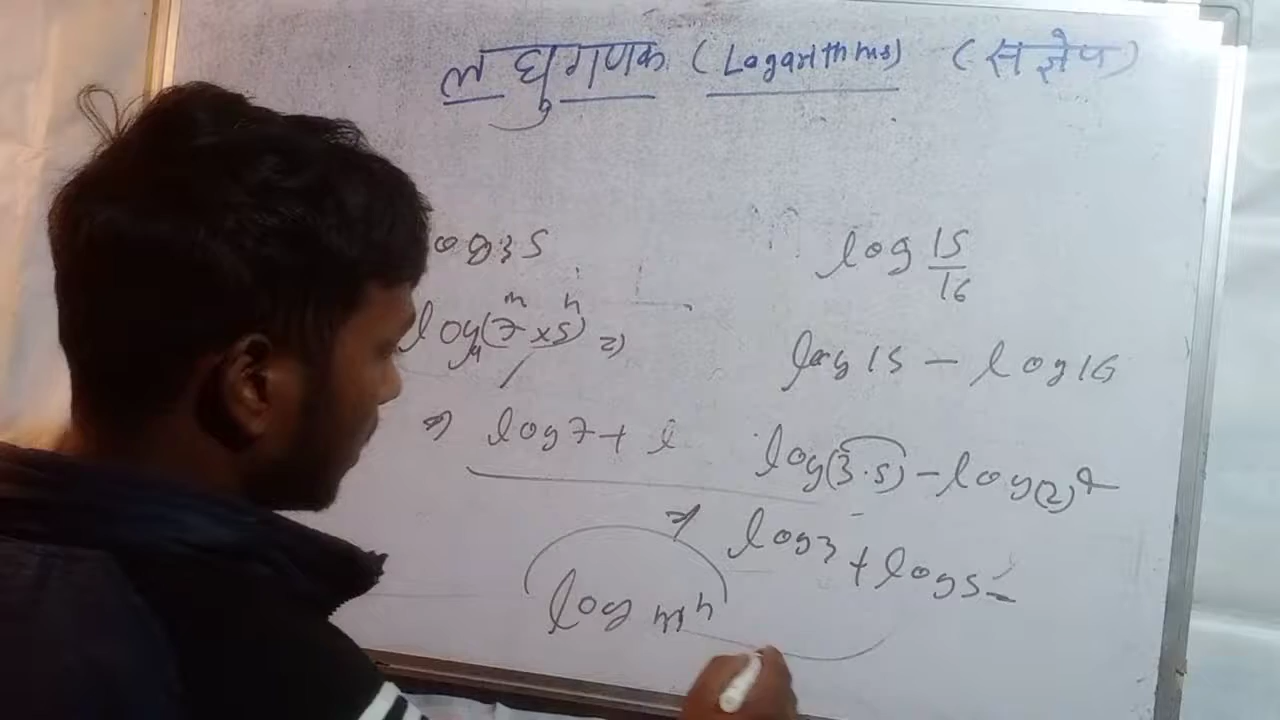 लघुगणक (Logarithms) (संक्षेप)
log 35
log (7 × 5)
m n
⇒ log 7 + l
log 15/16
log 15 - log 16
log(3·5) - log(2)⁴
⇒ log 3 + log 5 -
log mⁿ